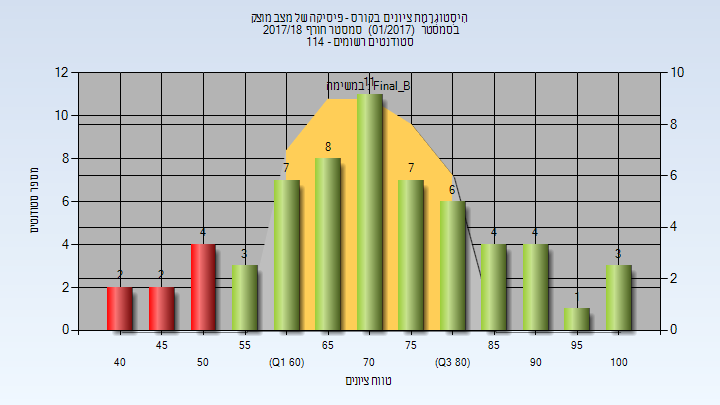 היסטוגרמת ציונים בקורס - פיסיקה של מצב מוצק
בסמסטר (01/2017) סמסטר חורף 2017/18
סטודנטים רשומים - 114
במשימה : Final_B
12 10 8 6 4 2 0
10 8 6 4 2 0
מספר סטודנטים
2 2 4 3 7 8 11 7 6 4 4 1 3
45 55 65 75 85 95
40 50 (Q1 60) 70 (Q3 80) 90 100
טווח ציונים